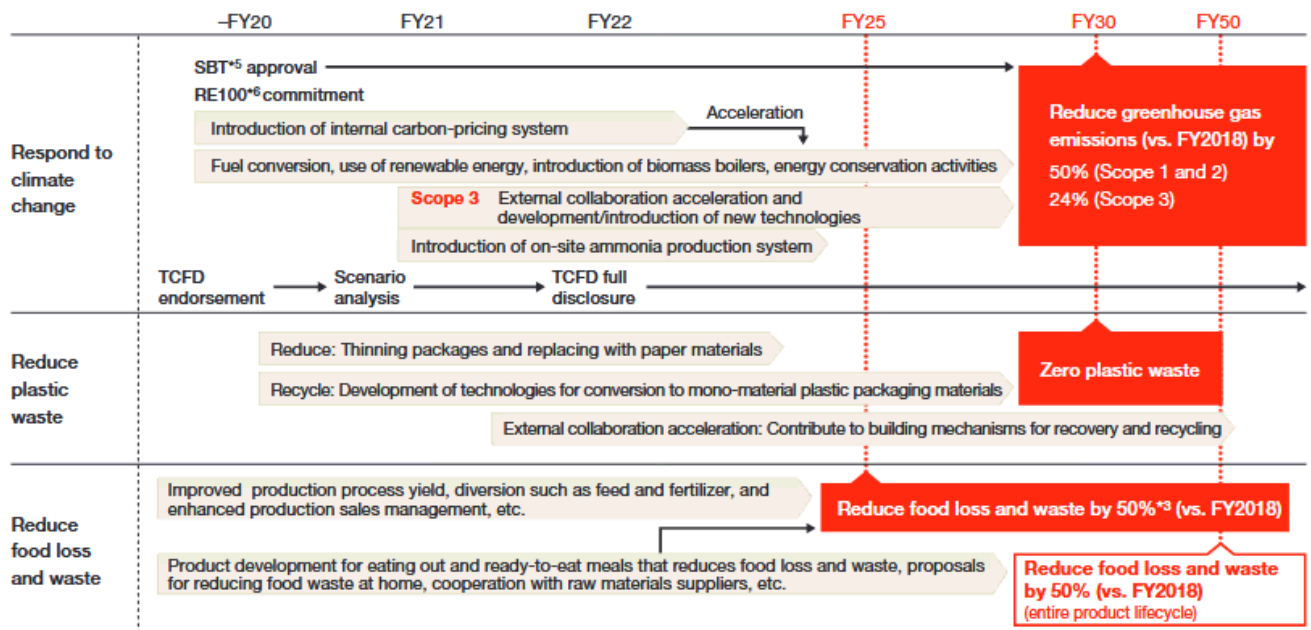 –FY20 FY21 FY22 FY25 FY30 FY50
Respond to
climate
change
SBT*5 approval
RE100*6 commitment
Introduction of internal carbon-pricing system
Acceleration
Fuel conversion, use of renewable energy, introduction of biomass boilers, energy conservation activities
Scope 3 External collaboration acceleration and
development/introduction of new technologies
Introduction of on-site ammonia production system
TCFD
endorsement
Scenario
analysis
TCFD full
disclosure
Reduce greenhouse gas
emissions (vs. FY2018) by
50% (Scope 1 and 2)
24% (Scope 3)
Reduce
plastic
waste
Reduce: Thinning packages and replacing with paper materials
Recycle: Development of technologies for conversion to mono-material plastic packaging materials
External collaboration acceleration: Contribute to building mechanisms for recovery and recycling
Zero plastic waste
Reduce
food loss
and waste
Improved production process yield, diversion such as feed and fertilizer, and
enhanced production sales management, etc.
Reduce food loss and waste by 50%*3 (vs. FY2018)
Product development for eating out and ready-to-eat meals that reduces food loss and waste, proposals
for reducing food waste at home, cooperation with raw materials suppliers, etc.
Reduce food loss and waste
by 50% (vs. FY2018)
(entire product lifecycle)